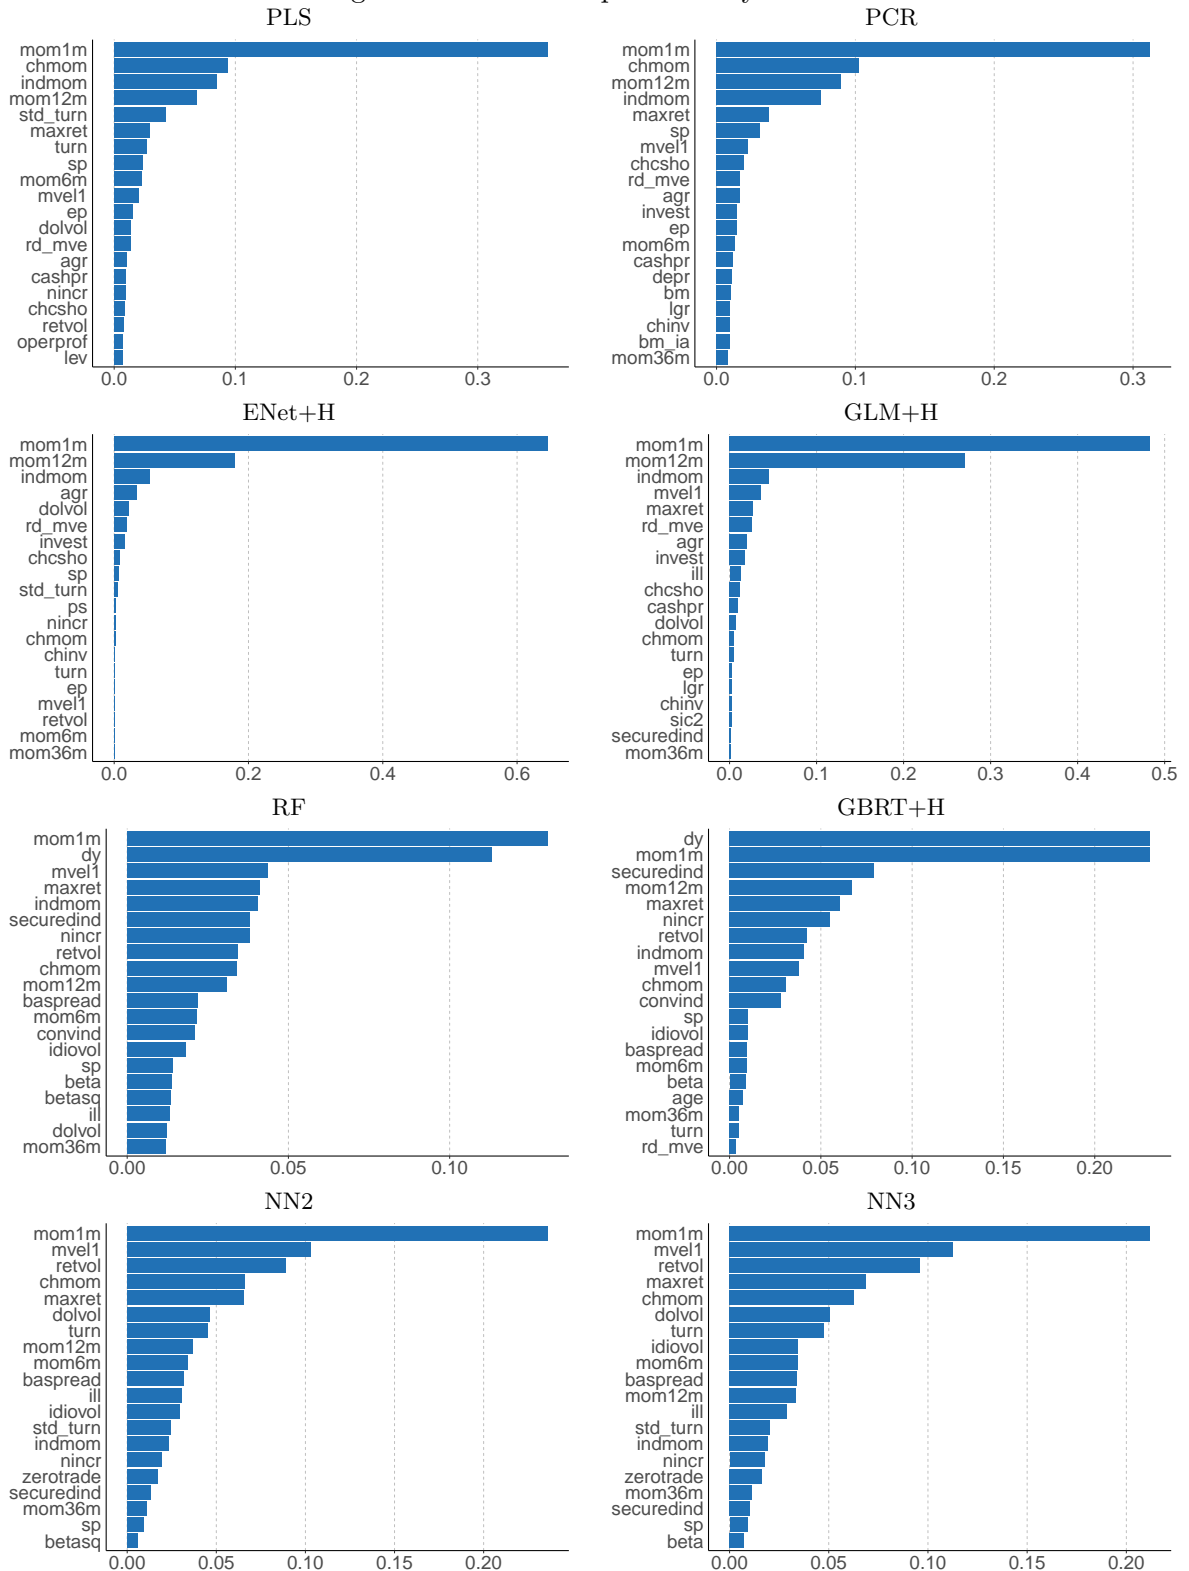 PLS
mom1m
chmom
indmom
mom12m
std_turn
maxret
turn
sp
mom6m
mvel1
ep
dolvol
rd_mve
agr
cashpr
nincr
chcsho
retvol
operprof
lev
0.0 0.1 0.2 0.3
PCR
mom1m
chmom
mom12m
indmom
maxret
sp
mvel1
chcsho
rd_mve
agr
invest
ep
mom6m
cashpr
depr
bm
lgr
chinv
bm_ia
mom36m
0.0 0.1 0.2 0.3
ENet+H
mom1m
mom12m
indmom
agr
dolvol
rd_mve
invest
chcsho
sp
std_turn
ps
nincr
chmom
chinv
turn
ep
mvel1
retvol
mom6m
mom36m
0.0 0.2 0.4 0.6
GLM+H
mom1m
mom12m
indmom
mvel1
maxret
rd_mve
agr
invest
ill
chcsho
cashpr
dolvol
chmom
turn
ep
lgr
chinv
sic2
securedind
mom36m
0.0 0.1 0.2 0.3 0.4 0.5
RF
mom1m
dy
mvel1
maxret
indmom
securedind
nincr
retvol
chmom
mom12m
baspread
mom6m
convind
idiovol
sp
beta
betasq
ill
dolvol
mom36m
0.00 0.05 0.10
GBRT+H
dy
mom1m
securedind
mom12m
maxret
nincr
retvol
indmom
mvel1
chmom
convind
sp
idiovol
baspread
mom6m
beta
age
mom36m
turn
rd_mve
0.00 0.05 0.10 0.15 0.20
NN2
mom1m
mvel1
retvol
chmom
maxret
dolvol
turn
mom12m
mom6m
baspread
ill
idiovol
std_turn
indmom
nincr
zerotrade
securedind
mom36m
sp
betasq
0.00 0.05 0.10 0.15 0.20
NN3
mom1m
mvel1
retvol
maxret
chmom
dolvol
turn
idiovol
mom6m
baspread
mom12m
ill
std_turn
indmom
nincr
zerotrade
mom36m
securedind
sp
beta
0.00 0.05 0.10 0.15 0.20